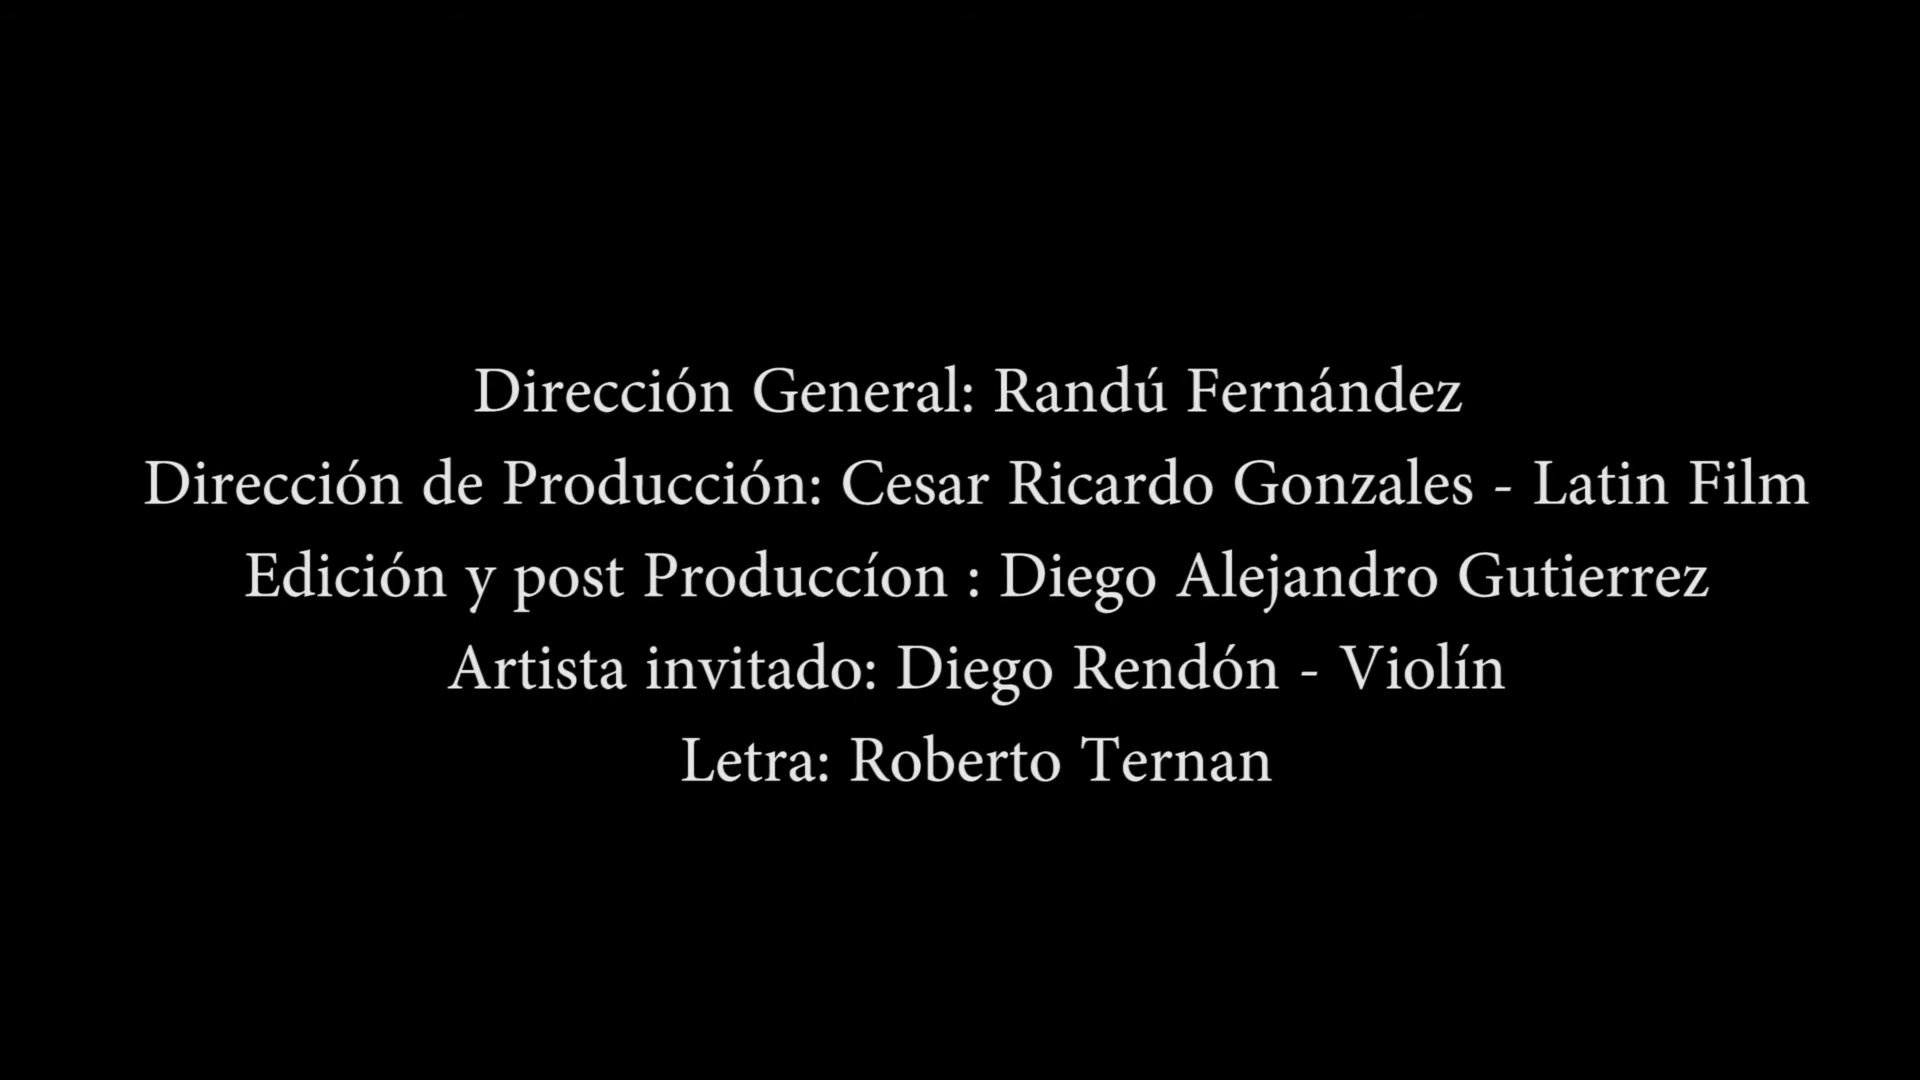 Dirección General: Randú Fernández
Dirección de Producción: Cesar Ricardo Gonzales - Latin Film
Edición y post Produccíon : Diego Alejandro Gutierrez
Artista invitado: Diego Rendón - Violín
Letra: Roberto Ternan